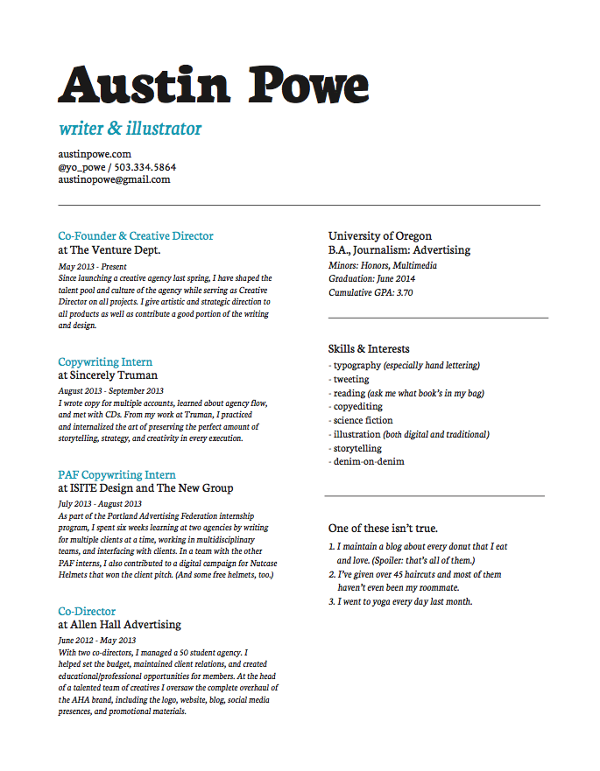 Austin Powe
writer & illustrator
austinpowe.com
@yo_powe / 503.334.5864
austinopowe@gmail.com
Co-Founder & Creative Director
at The Venture Dept.
May 2013 - Present
Since launching a creative agency last spring, I have shaped the
talent pool and culture of the agency while serving as Creative
Director on all projects. I give artistic and strategic direction to
all products as well as contribute a good portion of the writing
and design.
Copywriting Intern
at Sincerely Truman
August 2013 - September 2013
I wrote copy for multiple accounts, learned about agency flow,
and met with CDs. From my work at Truman, I practiced
and internalized the art of preserving the perfect amount of
storytelling, strategy, and creativity in every execution.
PAF Copywriting Intern
at ISITE Design and The New Group
July 2013 - August 2013
As part of the Portland Advertising Federation internship
program, I spent six weeks learning at two agencies by writing
for multiple clients at a time, working in multidisciplinary
teams, and interfacing with clients. In a team with the other
PAF interns, I also contributed to a digital campaign for Nutcase
Helmets that won the client pitch. (And some free helmets, too.)
Co-Director
at Allen Hall Advertising
June 2012 - May 2013
With two co-directors, I managed a 50 student agency. I
helped set the budget, maintained client relations, and created
educational/professional opportunities for members. At the head
of a talented team of creatives I oversaw the complete overhaul of
the AHA brand, including the logo, website, blog, social media
presences, and promotional materials.
University of Oregon
B.A., Journalism: Advertising
Minors: Honors, Multimedia
Graduation: June 2014
Cumulative GPA: 3.70
Skills & Interests
- typography (especially hand lettering)
- tweeting
- reading (ask me what book's in my bag)
- copyediting
- science fiction
- illustration (both digital and traditional)
- storytelling
- denim-on-denim
One of these isn't true.
1. I maintain a blog about every donut that I eat
and love. (Spoiler: that's all of them.)
2. I've given over 45 haircuts and most of them
haven't even been my roommate.
3. I went to yoga every day last month.